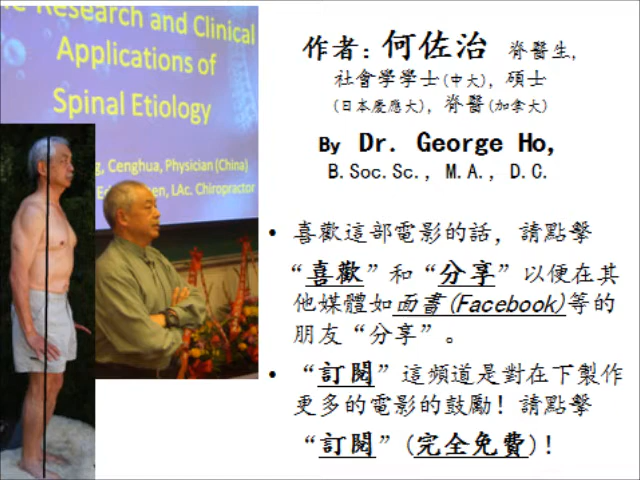 Research and Clinical
Applications of
Spinal Etiology
Cenghua, Physician (China)
LAc. Chiropractor
作者：何佐治 脊醫生,
社會學學士(中大), 碩士
(日本慶應大), 脊醫(加拿大)
By Dr. George Ho,
B.Soc.Sc., M.A., D.C.
• 喜歡這部電影的話, 請點擊
“喜歡”和“分享”以便在其
他媒體如面書(Facebook)等的
朋友“分享”。
• “訂閱”這頻道是對在下製作
更多的電影的鼓勵! 請點擊
“訂閱”(完全免費)!